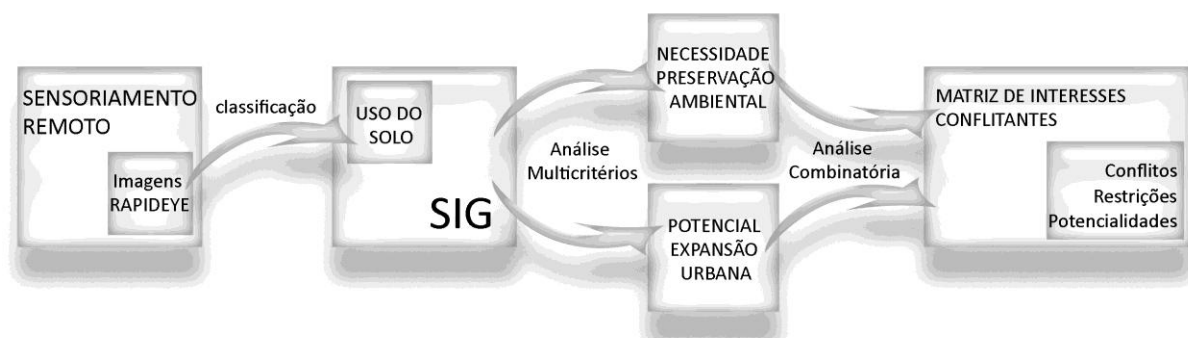 SENSORIAMENTO
REMOTO
Imagens
RAPIDEYE
classificação
USO DO
SOLO
SIG
Análise
Multicritérios
NECESSIDADE
PRESERVAÇÃO
AMBIENTAL
POTENCIAL
EXPANSÃO
URBANA
Análise
Combinatória
MATRIZ DE INTERESSES
CONFLITANTES
Conflitos
Restrições
Potencialidades